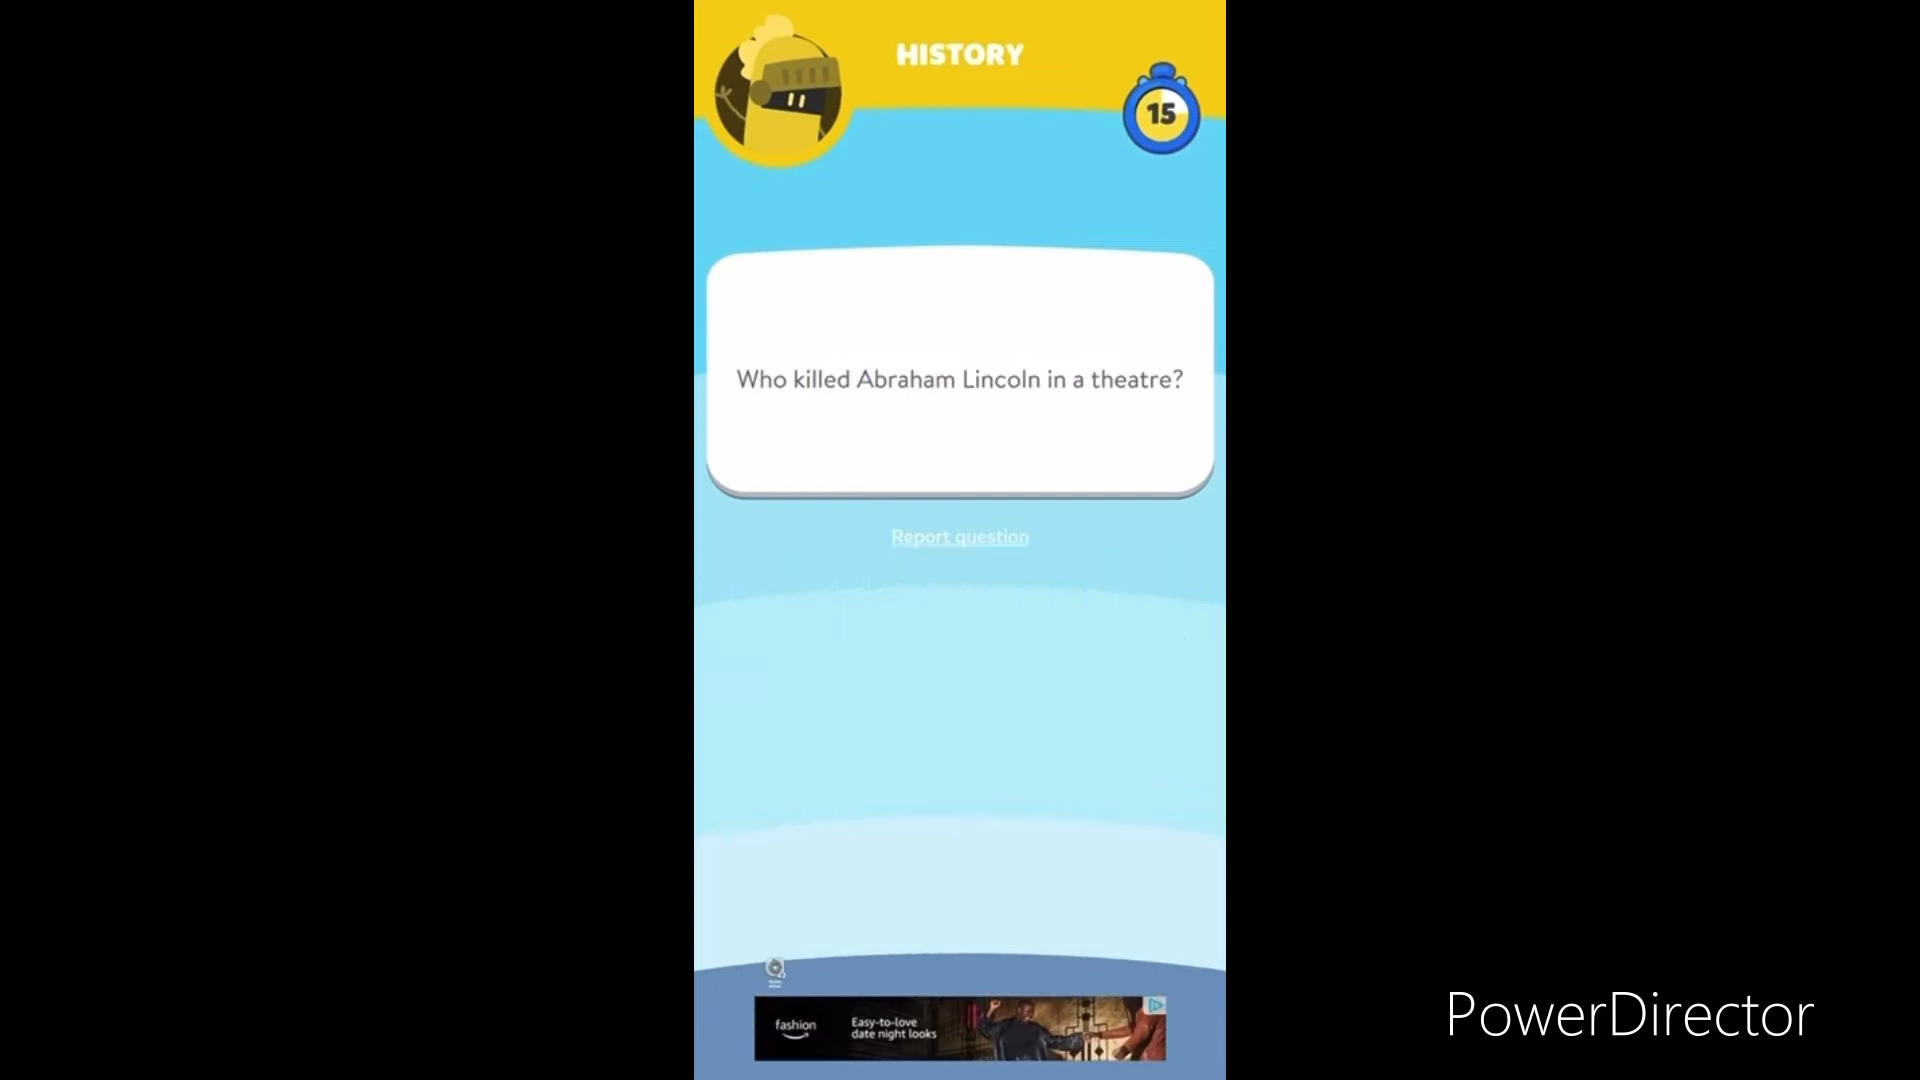 HISTORY
15
Who killed Abraham Lincoln in a theatre?
Report question
fashion
Easy-to-love
date night looks
PowerDirector